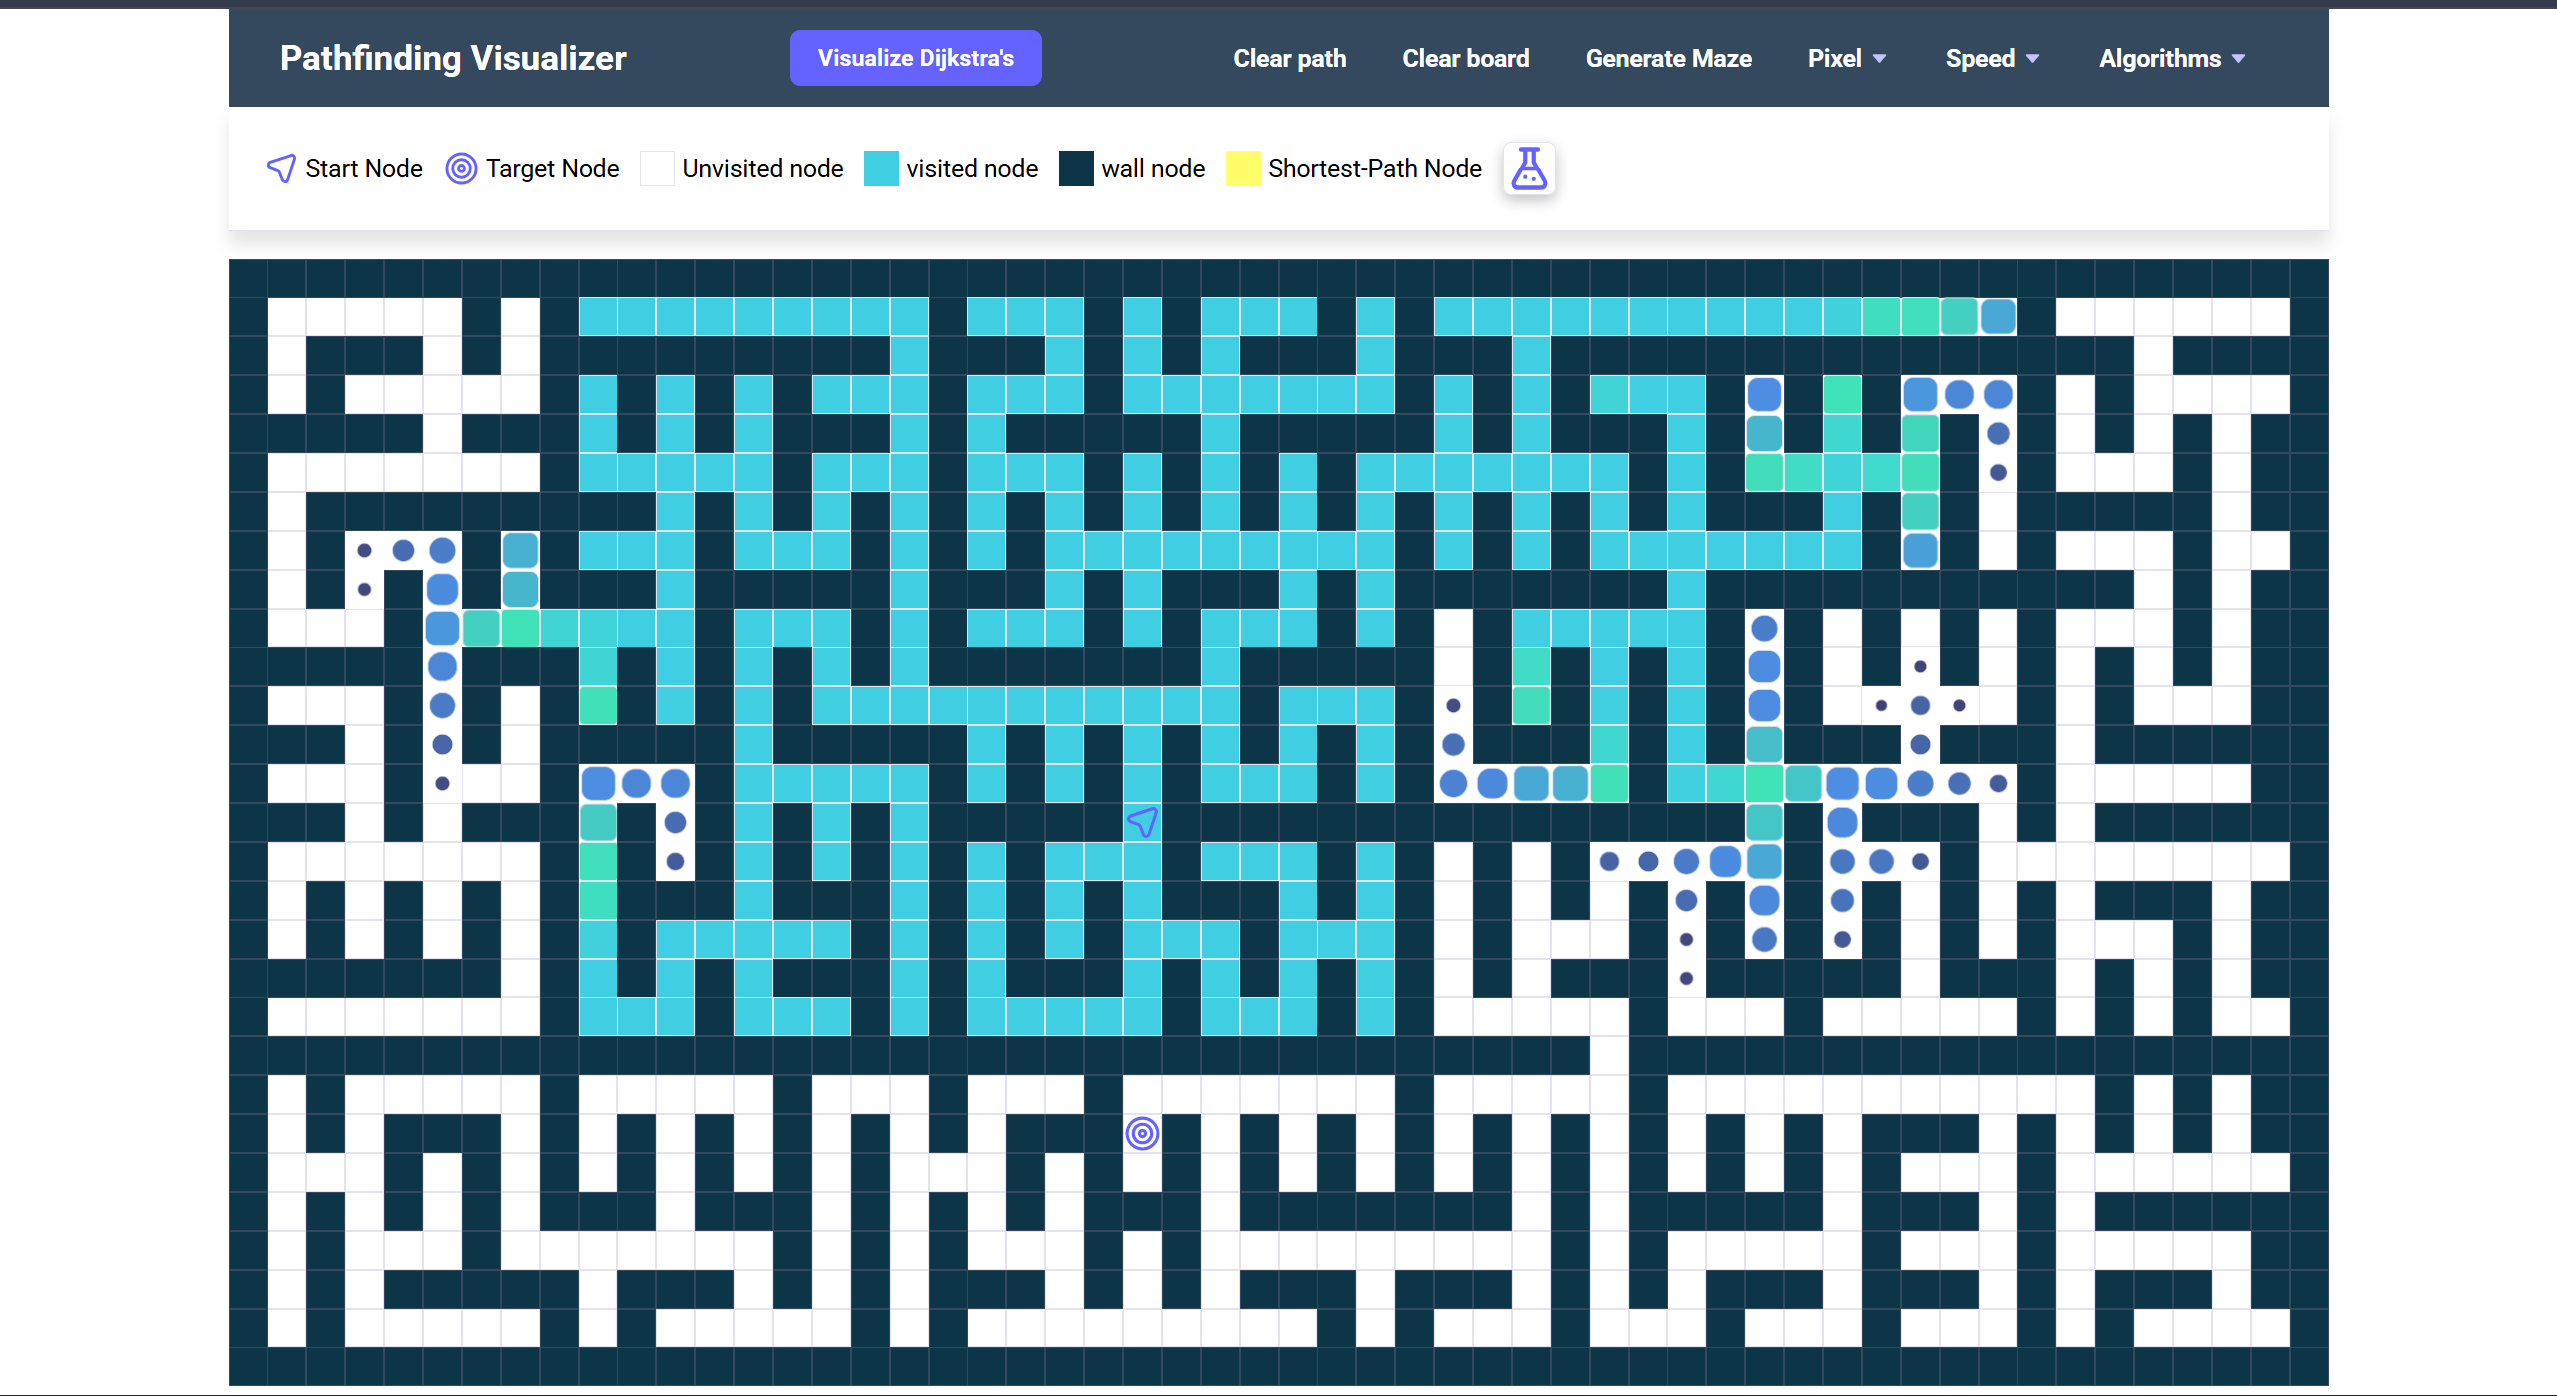 Pathfinding Visualizer
Visualize Dijkstra's
Clear path
Clear board
Generate Maze
Pixel
Speed
Algorithms
Start Node
Target Node
Unvisited node
visited node
wall node
Shortest-Path Node